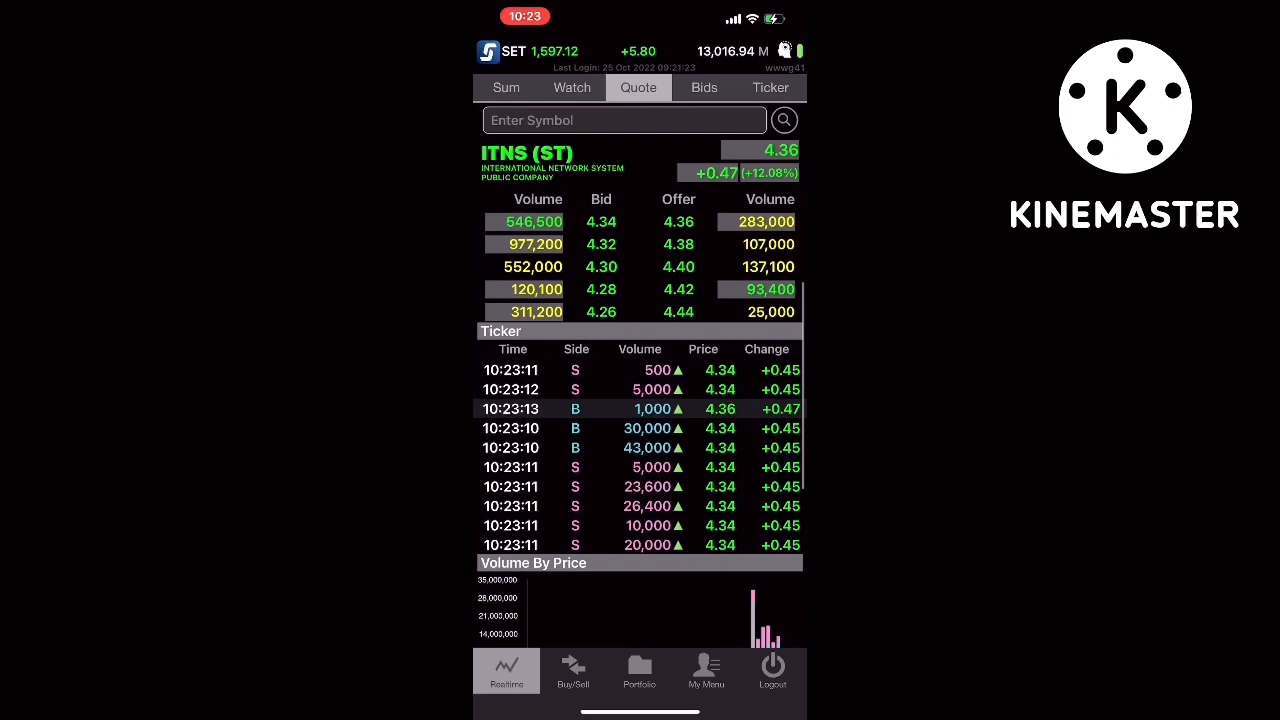 10:23
SET 1,597.12 +5.80 13,016.94 M
Last Login: 25 Oct 2022 09:21:23 wwwg41
Sum Watch Quote Bids Ticker
Enter Symbol
ITNS (ST) 4.36
INTERNATIONAL NETWORK SYSTEM
PUBLIC COMPANY
+0.47 (+12.08%)
Volume Bid Offer Volume
546,500 4.34 4.36 283,000
977,200 4.32 4.38 107,000
552,000 4.30 4.40 137,100
120,100 4.28 4.42 93,400
311,200 4.26 4.44 25,000
Ticker
Time Side Volume Price Change
10:23:11 S 500▲ 4.34 +0.45
10:23:12 S 5,000▲ 4.34 +0.45
10:23:13 B 1,000▲ 4.36 +0.47
10:23:10 B 30,000▲ 4.34 +0.45
10:23:10 B 43,000▲ 4.34 +0.45
10:23:11 S 5,000▲ 4.34 +0.45
10:23:11 S 23,600▲ 4.34 +0.45
10:23:11 S 26,400▲ 4.34 +0.45
10:23:11 S 10,000▲ 4.34 +0.45
10:23:11 S 20,000▲ 4.34 +0.45
Volume By Price
35,000,000
28,000,000
21,000,000
14,000,000
Realtime Buy/Sell Portfolio My Menu Logout
K
KINEMASTER